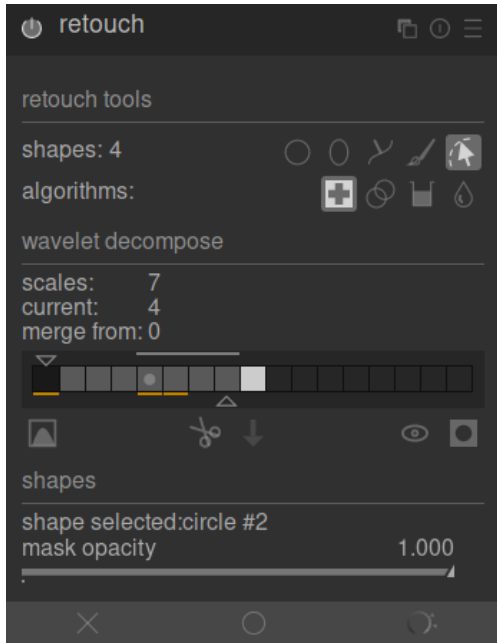 retouch
retouch tools
shapes: 4
algorithms:
wavelet decompose
scales: 7
current: 4
merge from: 0
shapes
shape selected:circle #2
mask opacity 1.000